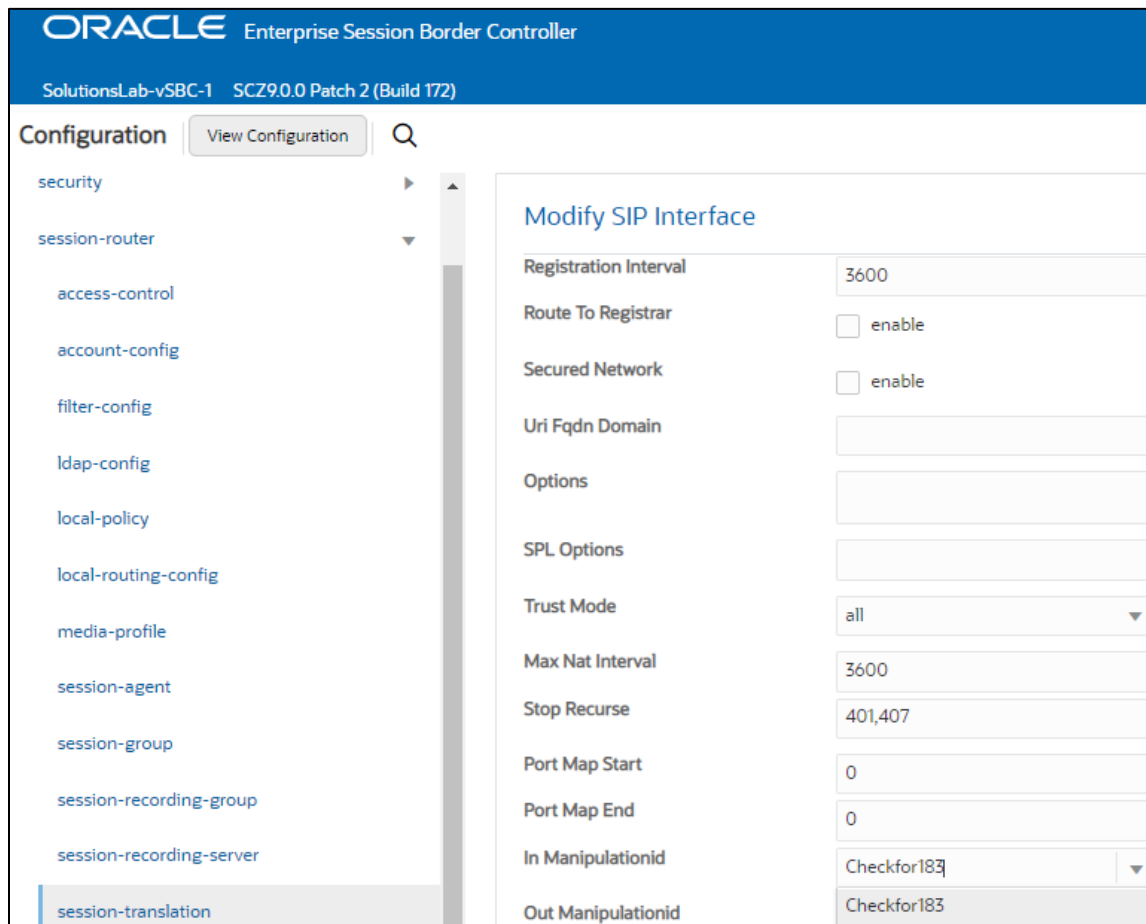 ORACLE Enterprise Session Border Controller
SolutionsLab-vSBC-1 SCZ9.0.0 Patch 2 (Build 172)
Configuration View Configuration
security
session-router
access-control
account-config
filter-config
ldap-config
local-policy
local-routing-config
media-profile
session-agent
session-group
session-recording-group
session-recording-server
session-translation
Modify SIP Interface
Registration Interval 3600
Route To Registrar enable
Secured Network enable
Uri Fqdn Domain
Options
SPL Options
Trust Mode all
Max Nat Interval 3600
Stop Recurse 401,407
Port Map Start 0
Port Map End 0
In Manipulationid Checkfor183
Checkfor183
Out Manipulationid